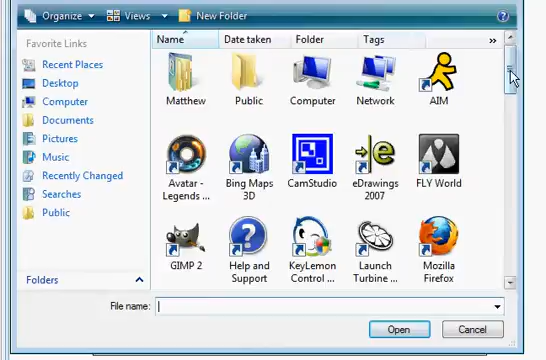 Organize Views New Folder
Favorite Links
Recent Places
Desktop
Computer
Documents
Pictures
Music
Recently Changed
Searches
Public
Folders
Name Date taken Folder Tags »
Matthew Public Computer Network AIM
Avatar - Legends ... Bing Maps 3D CamStudio eDrawings 2007 FLY World
GIMP 2 Help and Support KeyLemon Control ... Launch Turbine ... Mozilla Firefox
File name:
Open Cancel